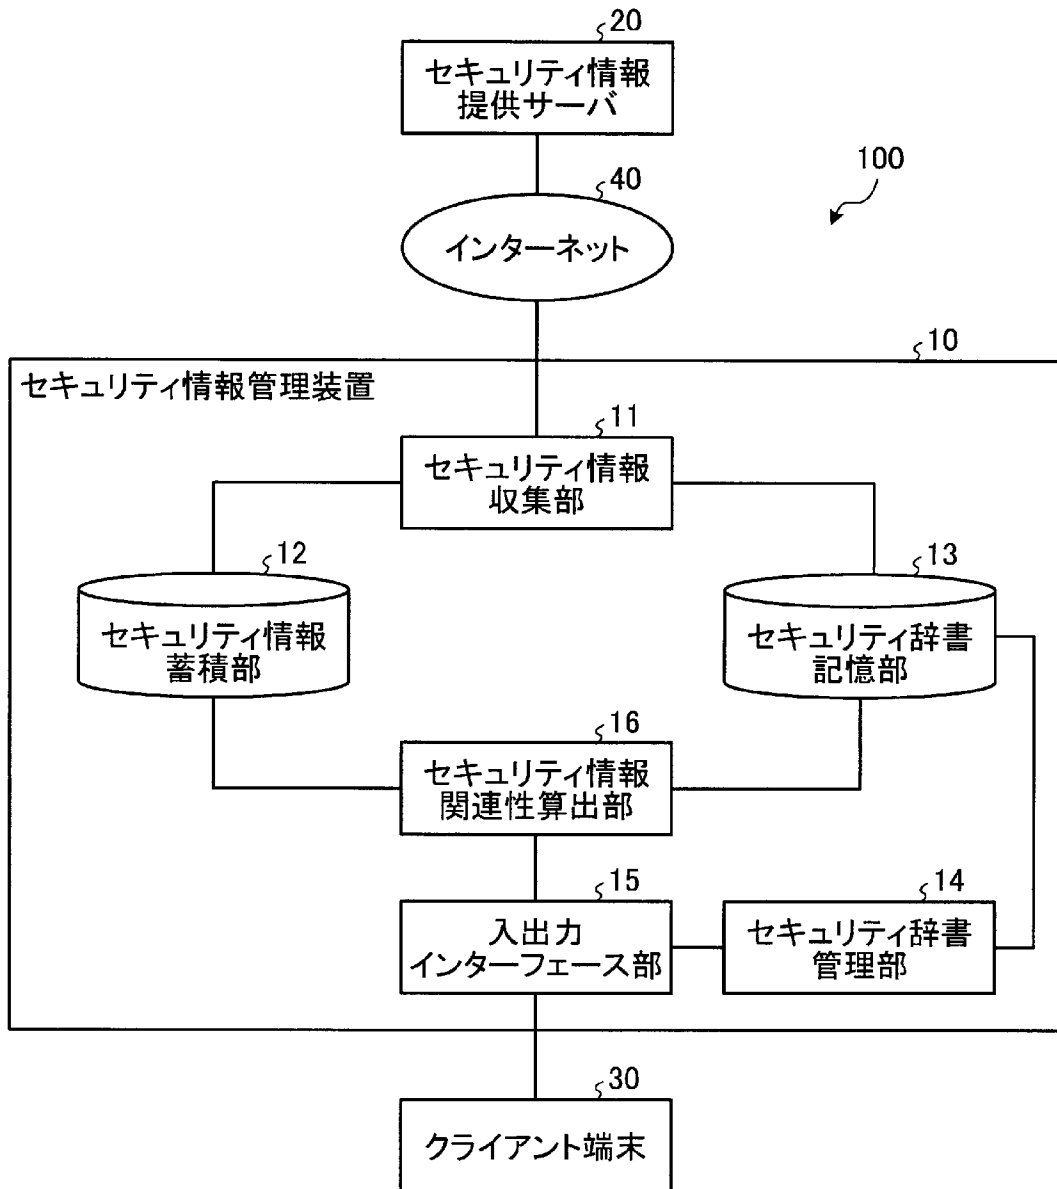 20
セキュリティ情報
提供サーバ
100
40
インターネット
10
セキュリティ情報管理装置
11
セキュリティ情報
収集部
12
セキュリティ情報
蓄積部
13
セキュリティ辞書
記憶部
16
セキュリティ情報
関連性算出部
15
入出力
インターフェース部
14
セキュリティ辞書
管理部
30
クライアント端末